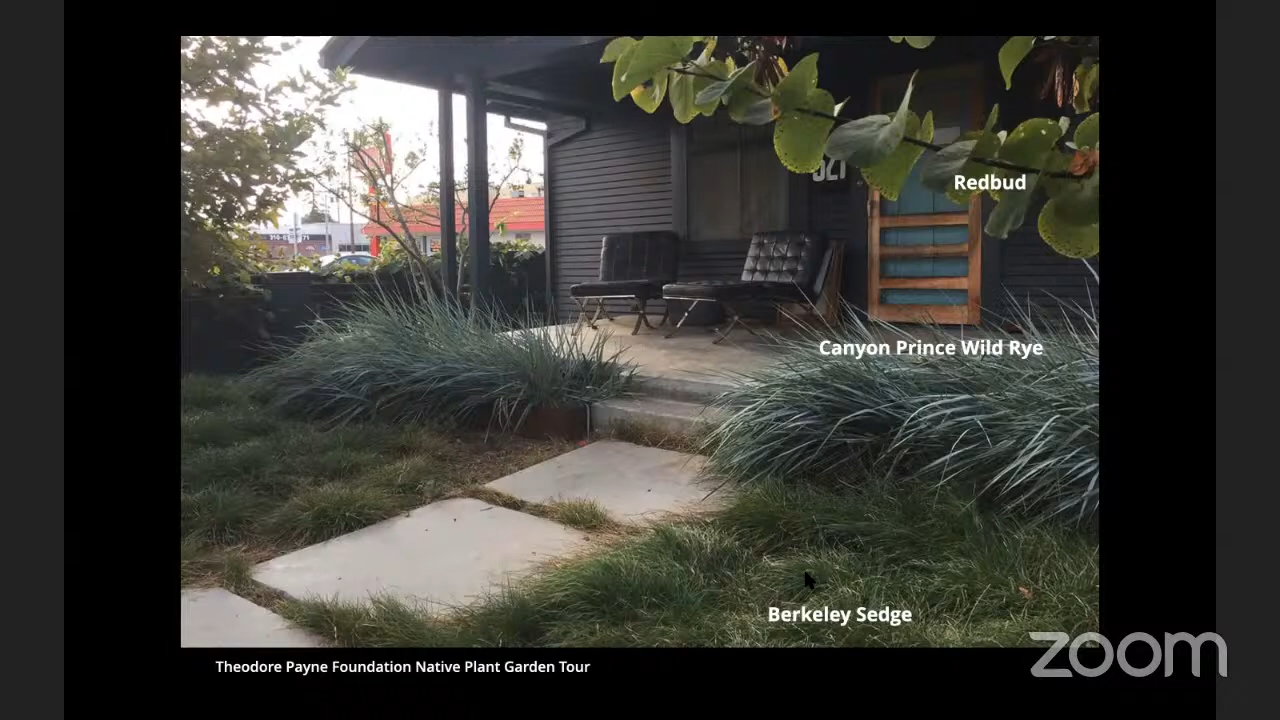 Redbud
Canyon Prince Wild Rye
Berkeley Sedge
Theodore Payne Foundation Native Plant Garden Tour
zoom